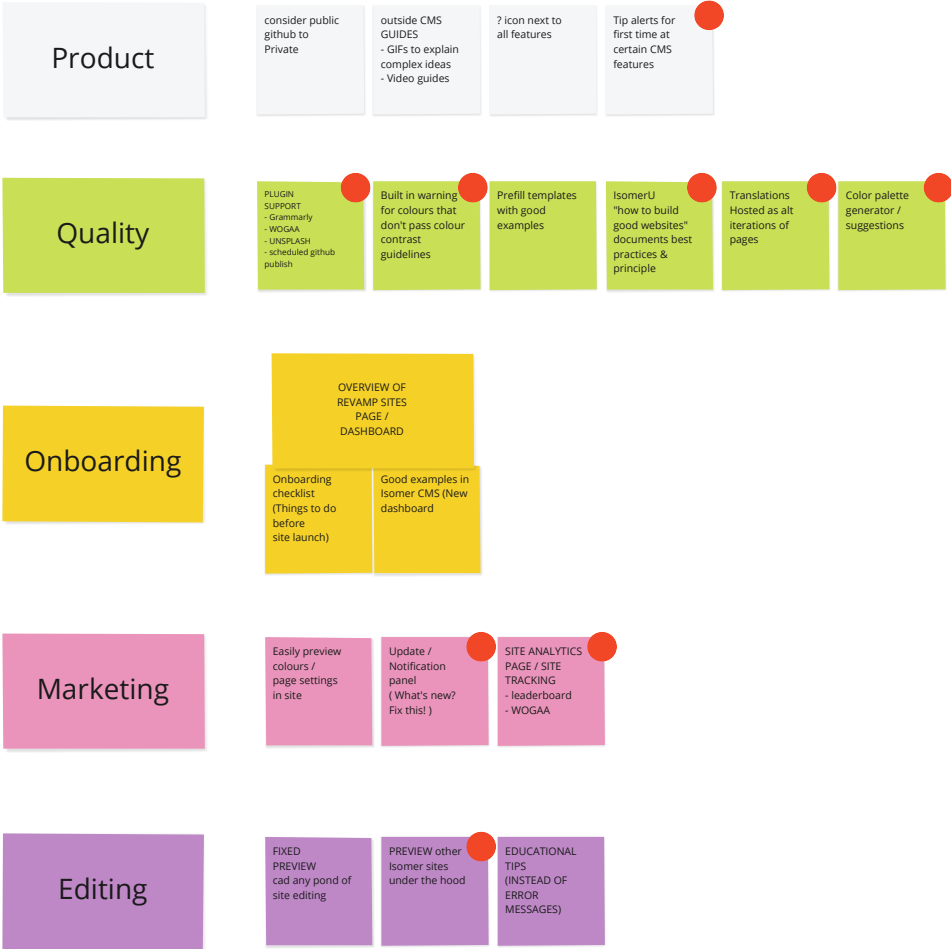 Product
consider public
github to
Private
outside CMS
GUIDES
- GIFs to explain
complex ideas
- Video guides
? icon next to
all features
Tip alerts for
first time at
certain CMS
features
Quality
PLUGIN
SUPPORT
- Grammarly
- WOGAA
- UNSPLASH
- scheduled github
publish
Built in warning
for colours that
don't pass colour
contrast
guidelines
Prefill templates
with good
examples
IsomerU
"how to build
good websites"
documents best
practices &
principle
Translations
Hosted as alt
iterations of
pages
Color palette
generator /
suggestions
Onboarding
OVERVIEW OF
REVAMP SITES
PAGE /
DASHBOARD
Onboarding
checklist
(Things to do
before
site launch)
Good examples in
Isomer CMS (New
dashboard
Marketing
Easily preview
colours /
page settings
in site
Update /
Notification
panel
( What's new?
Fix this! )
SITE ANALYTICS
PAGE / SITE
TRACKING
- leaderboard
- WOGAA
Editing
FIXED
PREVIEW
cad any pond of
site editing
PREVIEW other
Isomer sites
under the hood
EDUCATIONAL
TIPS
(INSTEAD OF
ERROR
MESSAGES)